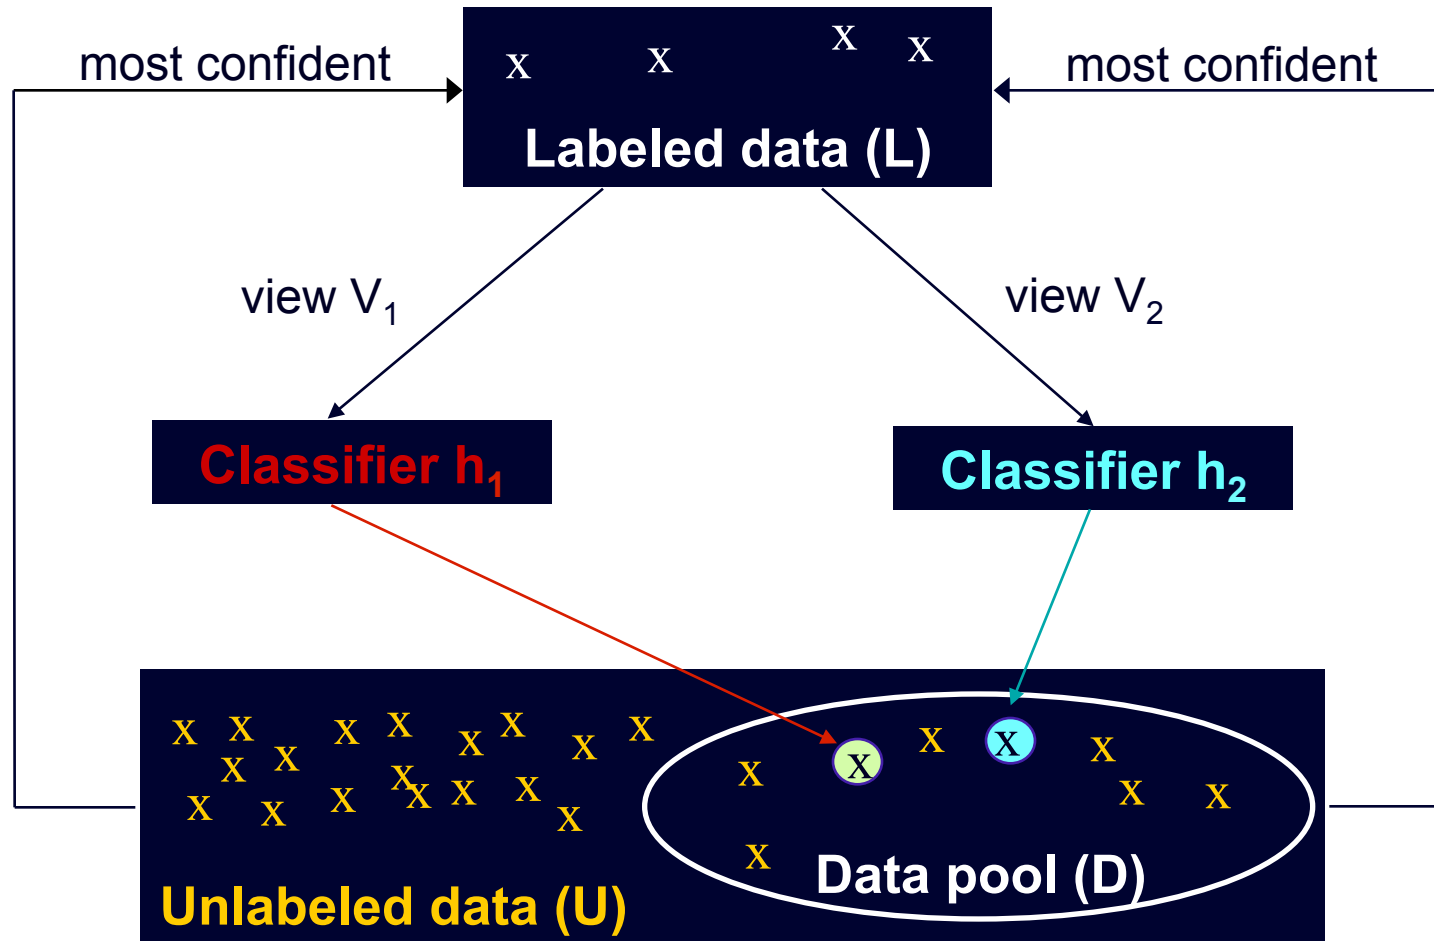 x x x x
most confident
most confident
Labeled data (L)
view V₁
view V₂
Classifier h₁
Classifier h₂
x x x x x x x x x x x x x x x x x x
x x x x x x x x
Data pool (D)
Unlabeled data (U)